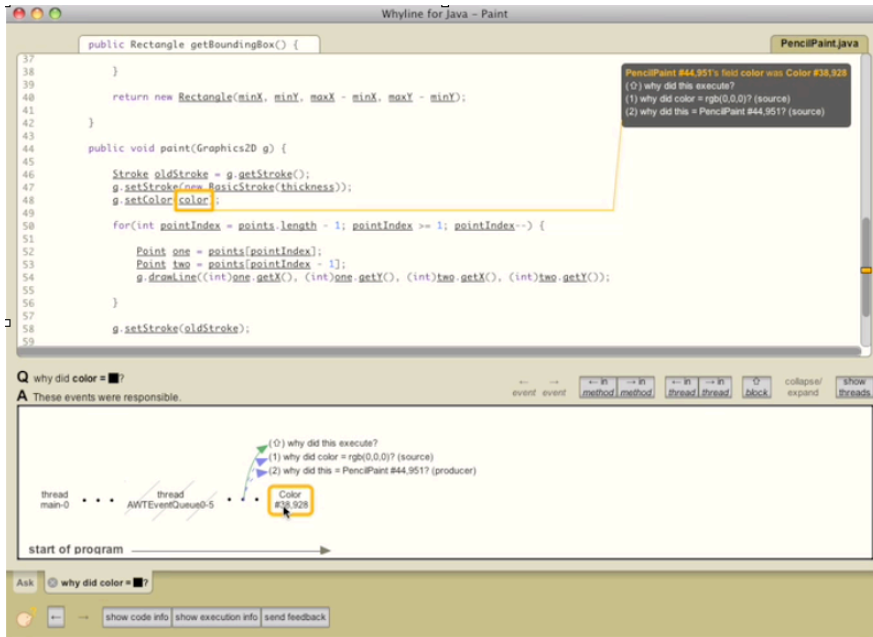 Whyline for Java – Paint
public Rectangle getBoundingBox() {
PencilPaint.java
37
38 }
39
40 return new Rectangle(minX, minY, maxX - minX, maxY - minY);
41
42 }
43
44 public void paint(Graphics2D g) {
45
46 Stroke oldStroke = g.getStroke();
47 g.setStroke(new BasicStroke(thickness));
48 g.setColor(color);
49
50 for(int pointIndex = points.length - 1; pointIndex >= 1; pointIndex--) {
51
52 Point one = points[pointIndex];
53 Point two = points[pointIndex - 1];
54 g.drawLine((int)one.getX(), (int)one.getY(), (int)two.getX(), (int)two.getY());
55
56 }
57
58 g.setStroke(oldStroke);
59
PencilPaint #44,951's field color was Color #38,928
(⇧) why did this execute?
(1) why did color = rgb(0,0,0)? (source)
(2) why did this = PencilPaint #44,951? (source)
Q why did color = ■?
A These events were responsible.
← event
→ event
← in method
→ in method
← in thread
→ in thread
⇧ block
collapse/ expand
show threads
(⇧) why did this execute?
(1) why did color = rgb(0,0,0)? (source)
(2) why did this = PencilPaint #44,951? (producer)
thread main-0
thread AWTEventQueue0-5
Color #38,928
start of program
Ask
why did color = ■?
← → show code info show execution info send feedback